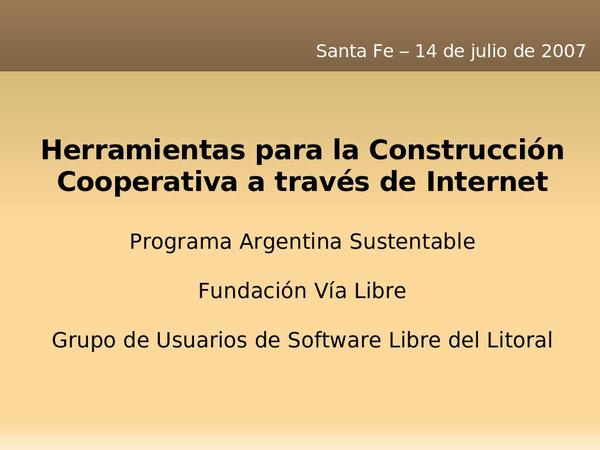 Santa Fe – 14 de julio de 2007
Herramientas para la Construcción
Cooperativa a través de Internet
Programa Argentina Sustentable
Fundación Vía Libre
Grupo de Usuarios de Software Libre del Litoral